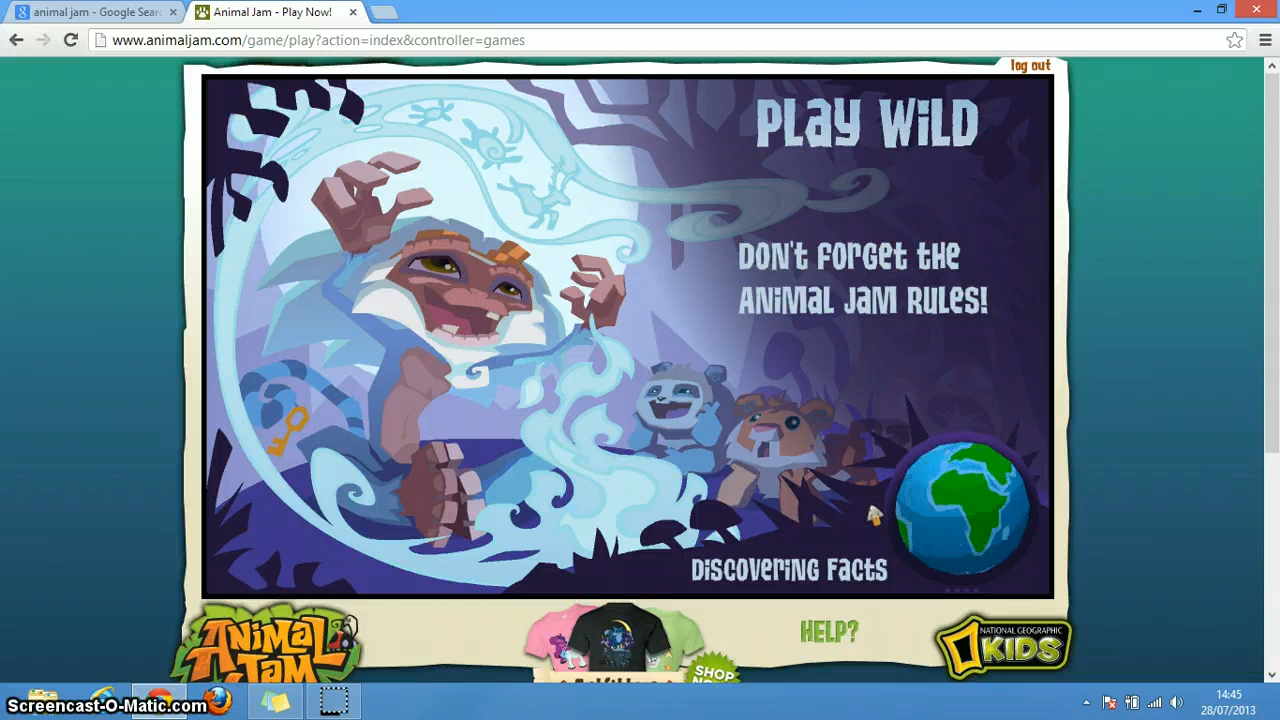 animal jam - Google Sear
Animal Jam - Play Now!
www.animaljam.com/game/play?action=index&controller=games
log out
PLAY WILD
DON'T FORGET THE
ANIMAL JAM RULES!
DISCOVERING FACTS
ANIMAL
JAM
HELP?
NATIONAL GEOGRAPHIC
KIDS
SHOP
Screencast-O-Matic.com
14:45
28/07/2013